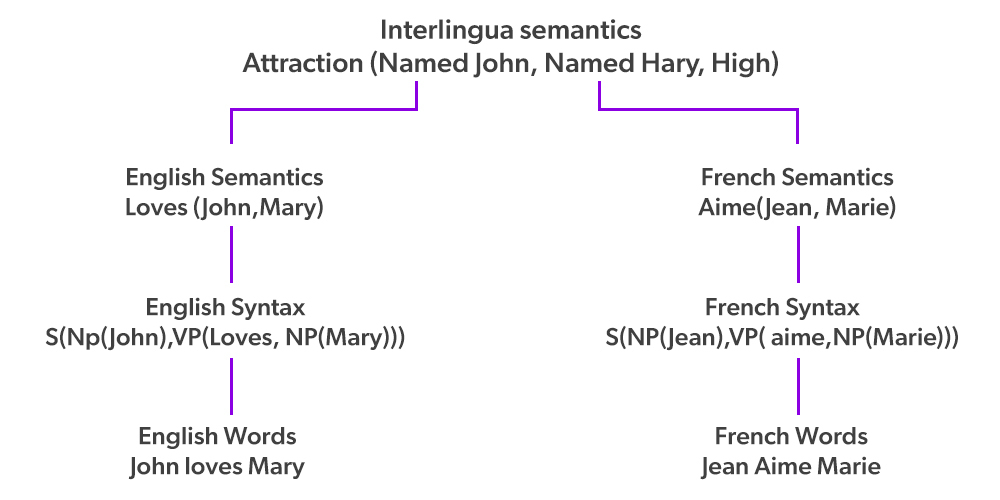 Interlingua semantics
Attraction (Named John, Named Hary, High)
English Semantics
Loves (John,Mary)
French Semantics
Aime(Jean, Marie)
English Syntax
S(Np(John),VP(Loves, NP(Mary)))
French Syntax
S(NP(Jean),VP( aime,NP(Marie)))
English Words
John loves Mary
French Words
Jean Aime Marie